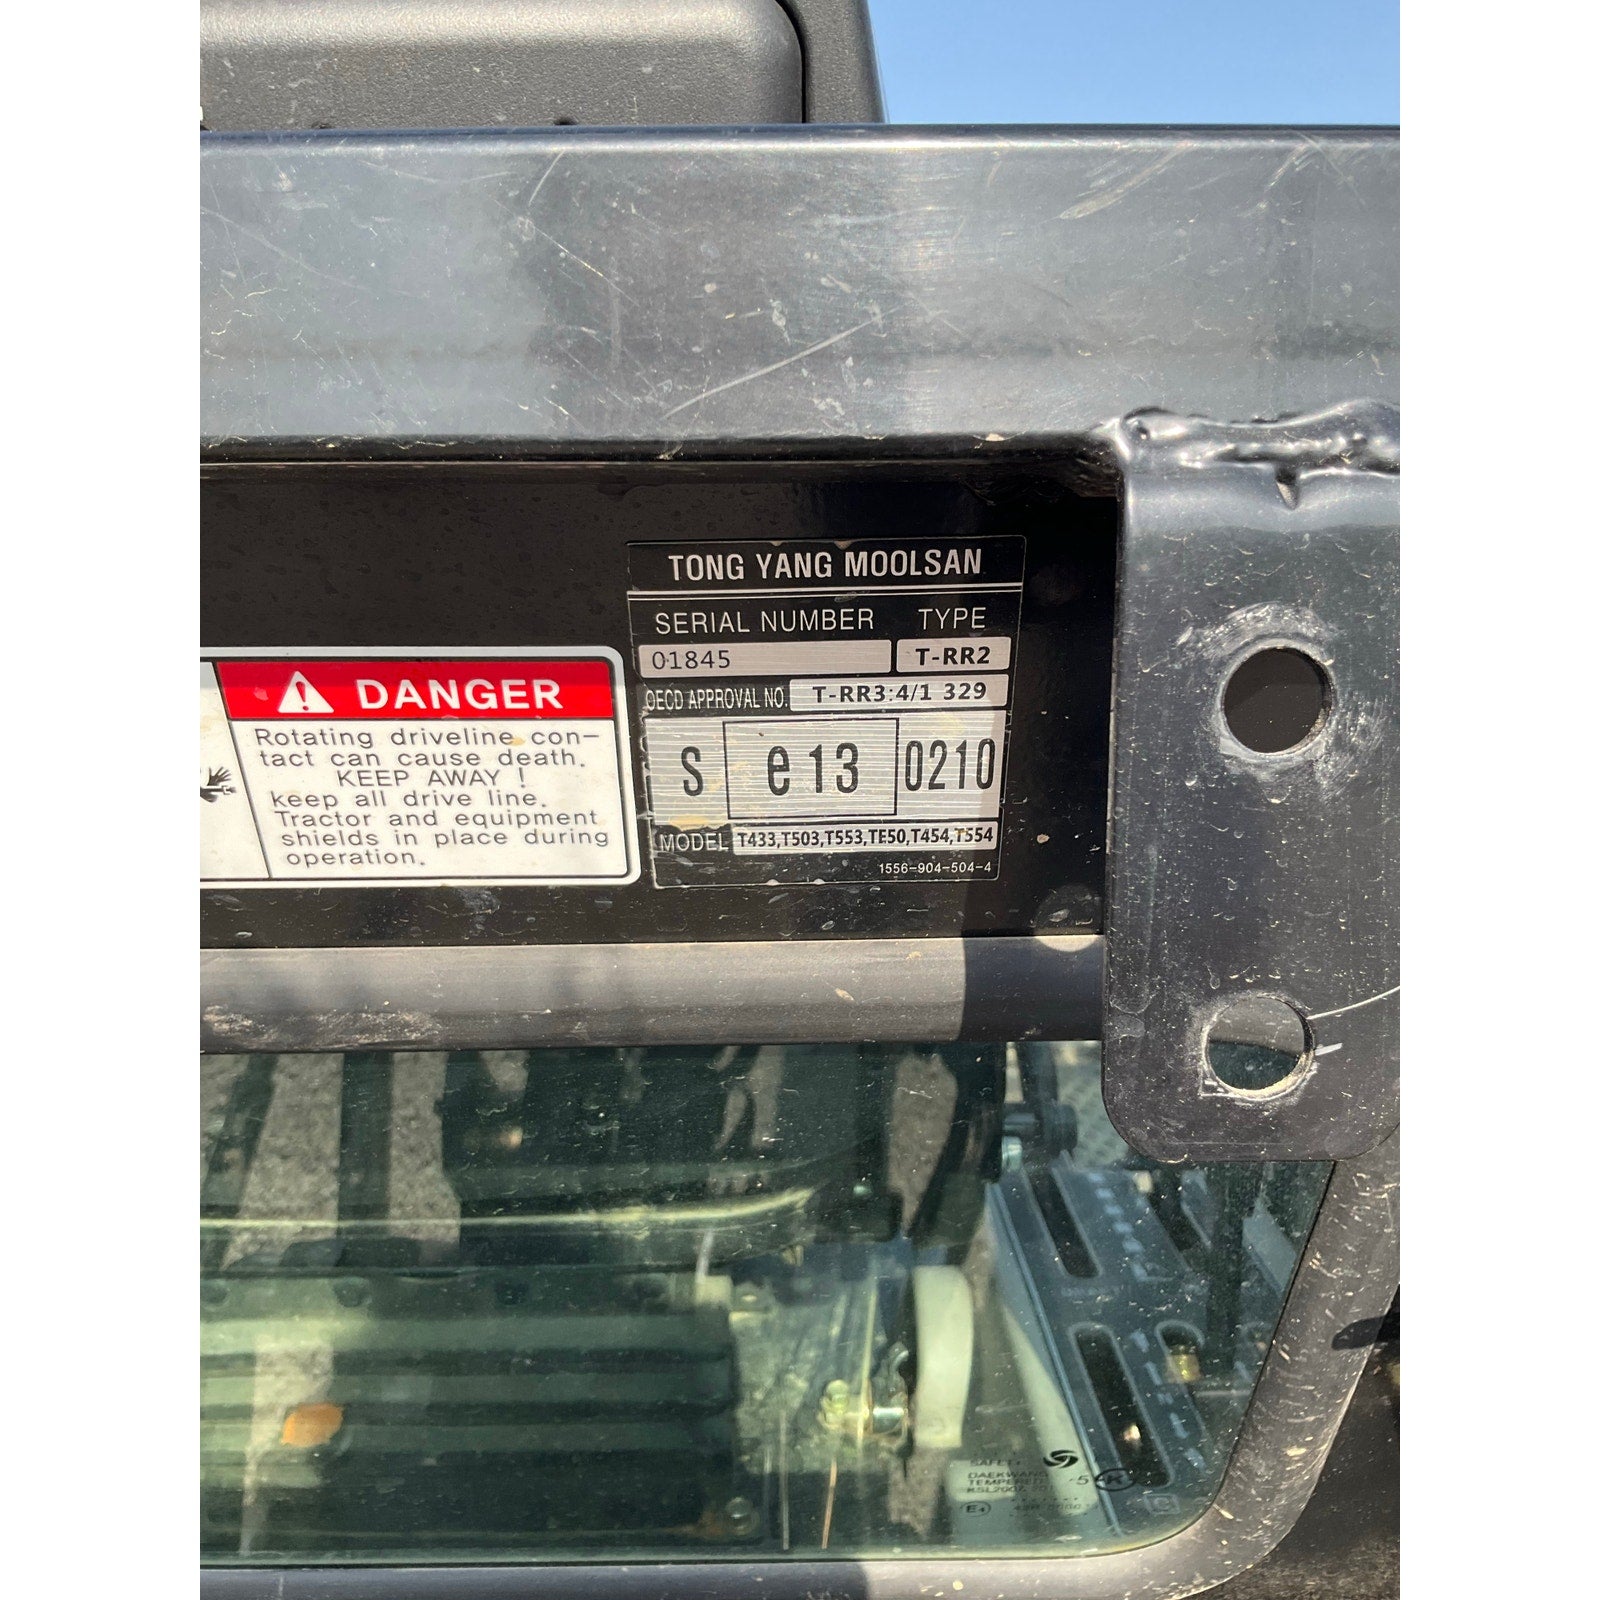 TONG YANG MOOLSAN
SERIAL NUMBER TYPE
01845 T-RR2
OECD APPROVAL NO. T-RR3:4/1 329
S e13 0210
MODEL T433,T503,T553,TE50,T454,T554
1556-904-504-4
DANGER
Rotating driveline con-
tact can cause death.
KEEP AWAY !
keep all drive line.
Tractor and equipment
shields in place during
operation.
DAEKWANG
TEMPERED